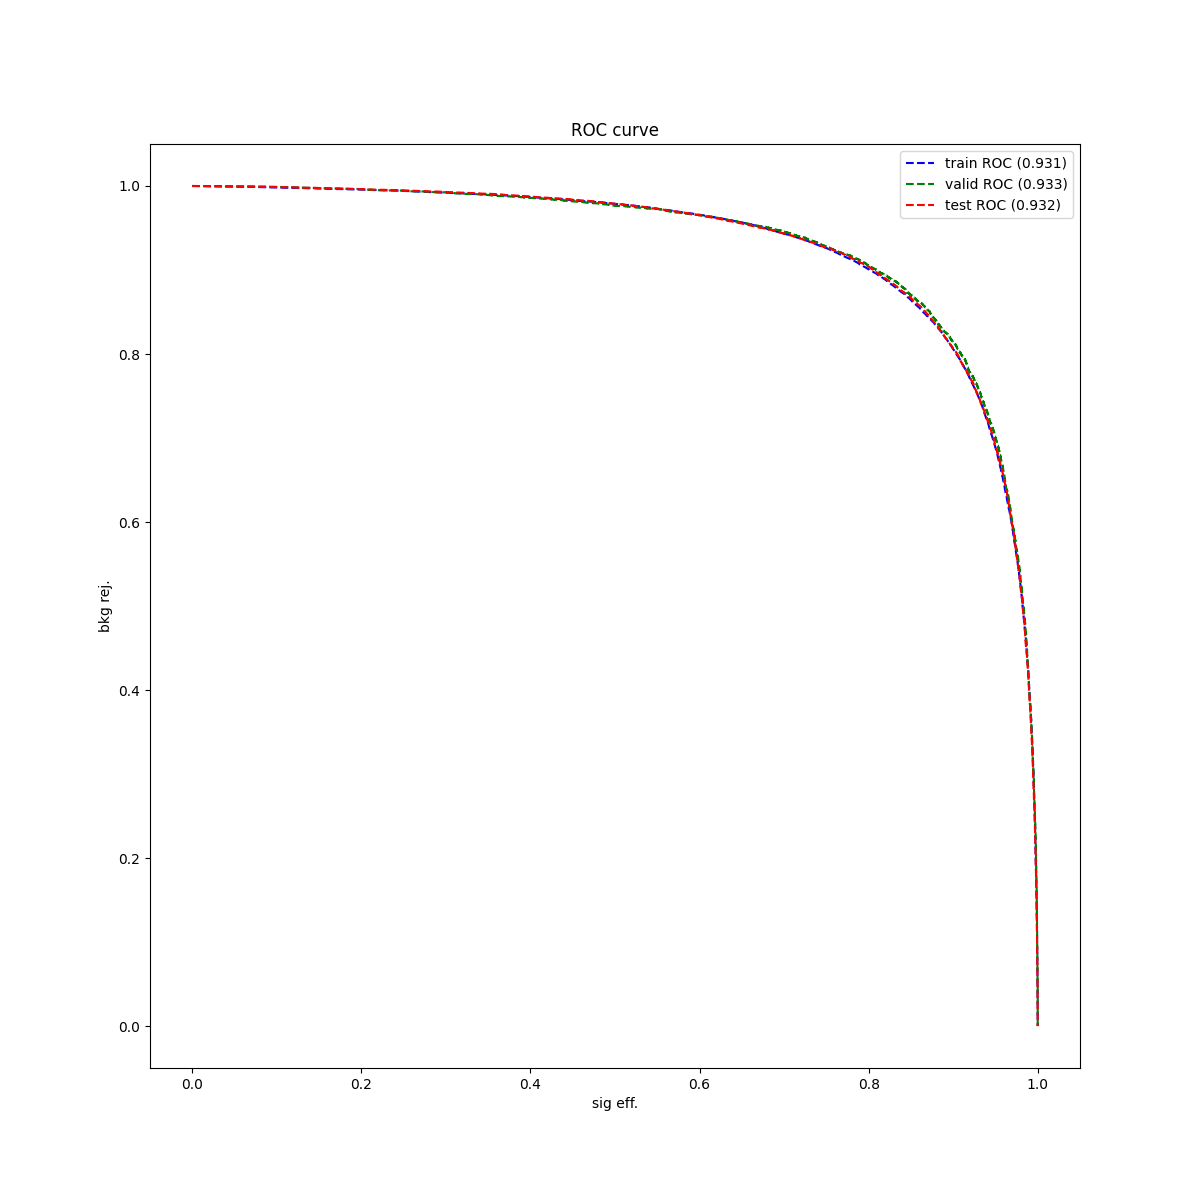 ROC curve
train ROC (0.931)
valid ROC (0.933)
test ROC (0.932)
1.0
0.8
0.6
0.4
0.2
0.0
bkg rej.
0.0 0.2 0.4 0.6 0.8 1.0
sig eff.